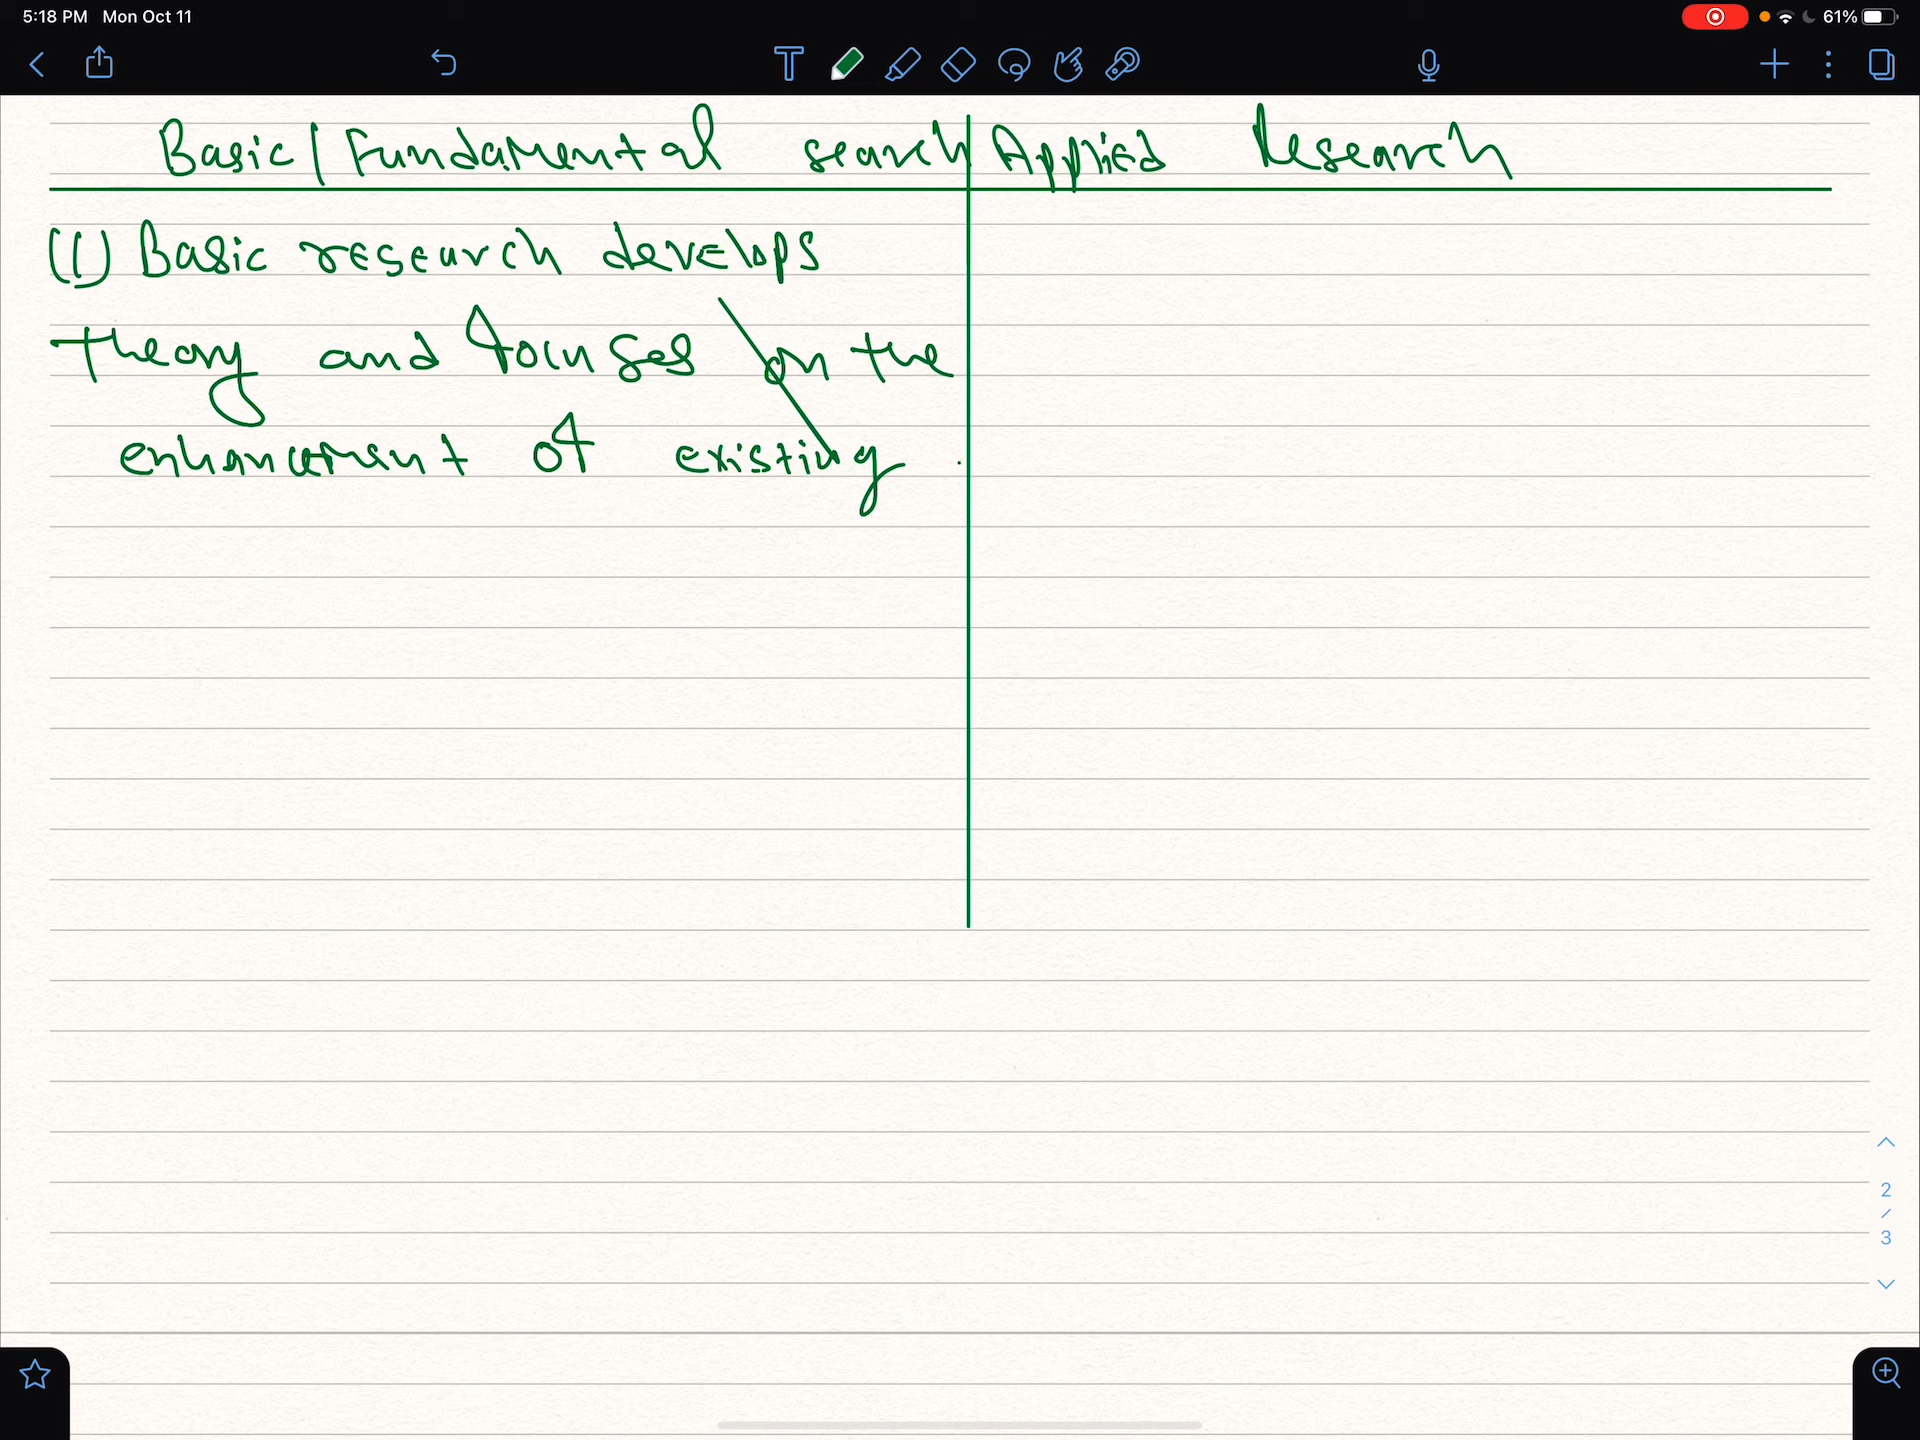 5:18 PM Mon Oct 11
61%
Basic/Fundamental search Applied Research
(1) Basic research develops
theory and focuses on the
enhancement of existing
2
/
3